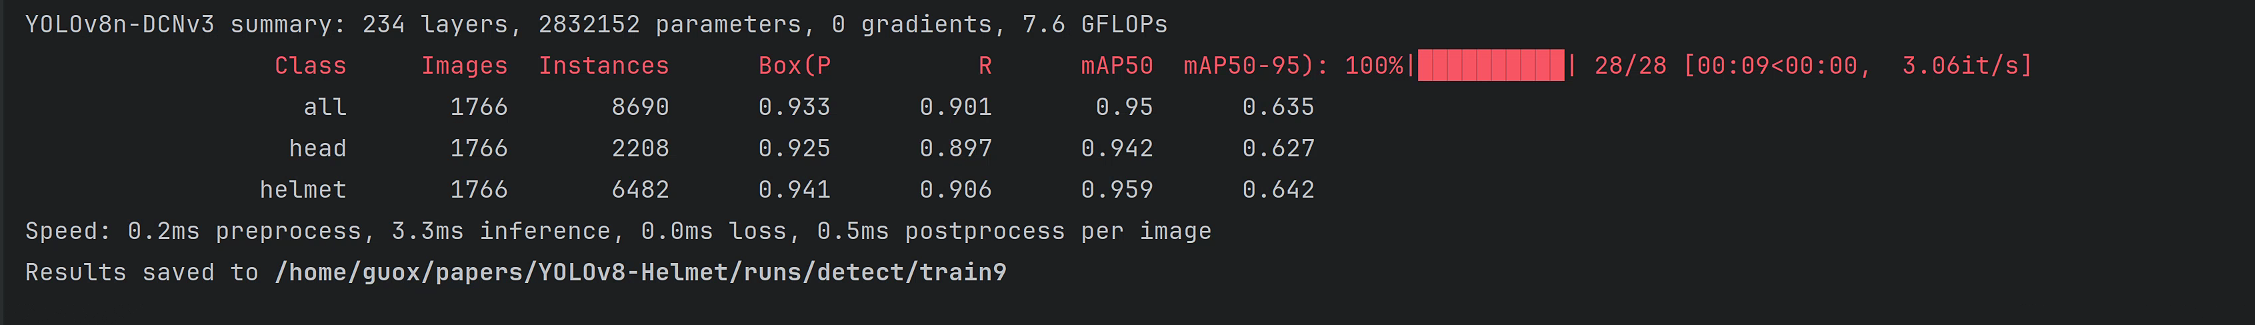 YOLOv8n-DCNv3 summary: 234 layers, 2832152 parameters, 0 gradients, 7.6 GFLOPs
Class Images Instances Box(P R mAP50 mAP50-95): 100%|██████████| 28/28 [00:09<00:00, 3.06it/s]
all 1766 8690 0.933 0.901 0.95 0.635
head 1766 2208 0.925 0.897 0.942 0.627
helmet 1766 6482 0.941 0.906 0.959 0.642
Speed: 0.2ms preprocess, 3.3ms inference, 0.0ms loss, 0.5ms postprocess per image
Results saved to /home/guox/papers/YOLOv8-Helmet/runs/detect/train9